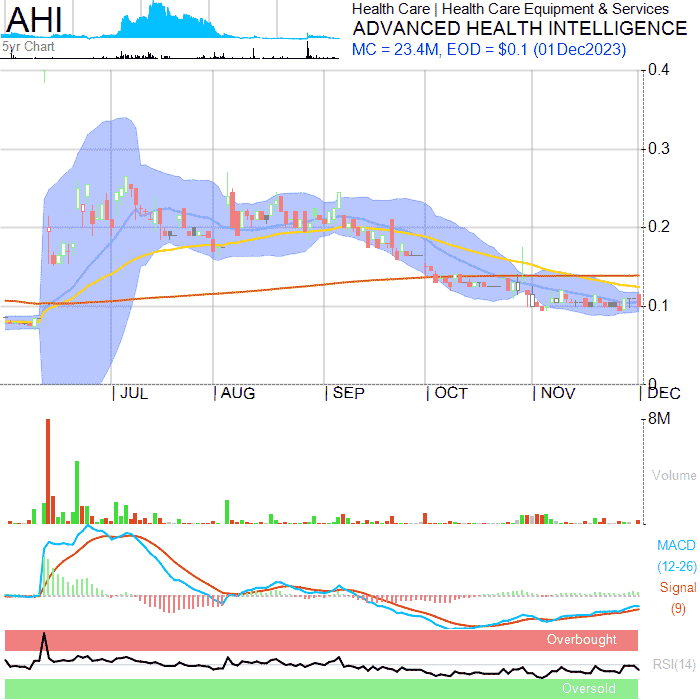 AHI
Health Care | Health Care Equipment & Services
ADVANCED HEALTH INTELLIGENCE
MC = 23.4M, EOD = $0.1 (01Dec2023)
5yr Chart
0.4
0.3
0.2
0.1
0
JUL AUG SEP OCT NOV DEC
8M
Volume
MACD
(12-26)
Signal
(9)
Overbought
RSI(14)
Oversold